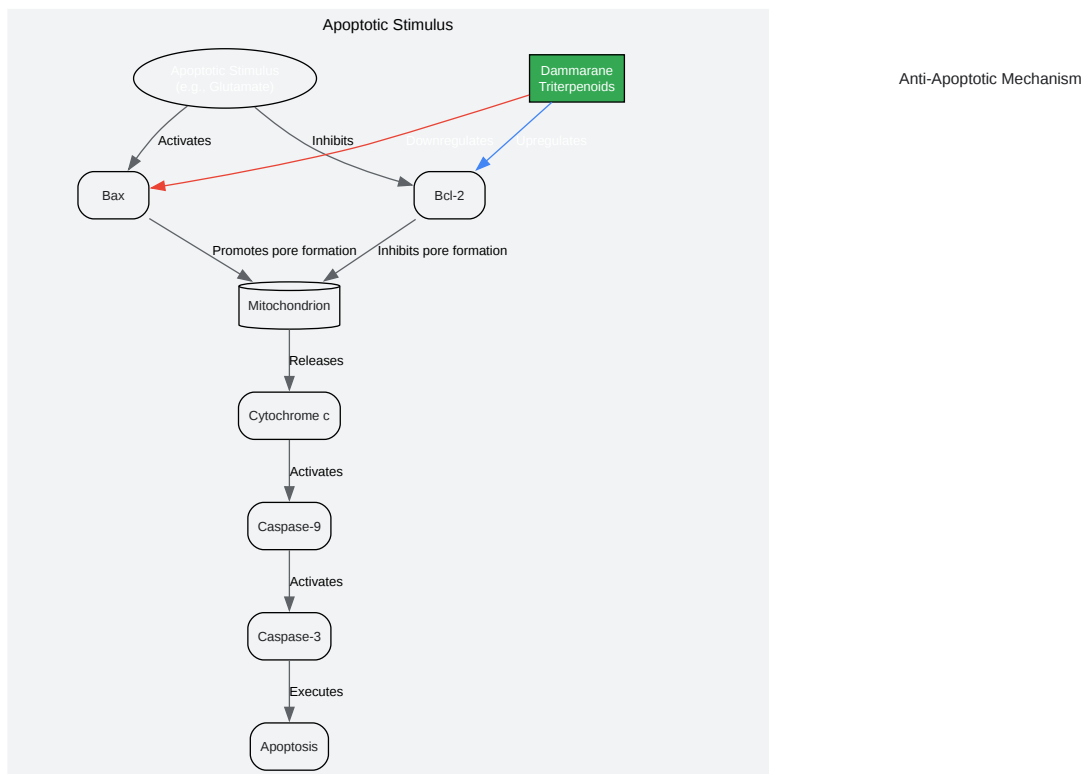 Apoptotic Stimulus
Apoptotic Stimulus
(e.g., Glutamate)
Dammarane
Triterpenoids
Anti-Apoptotic Mechanism
Activates
Inhibits
Downregulates
Upregulates
Bax
Bcl-2
Promotes pore formation
Inhibits pore formation
Mitochondrion
Releases
Cytochrome c
Activates
Caspase-9
Activates
Caspase-3
Executes
Apoptosis